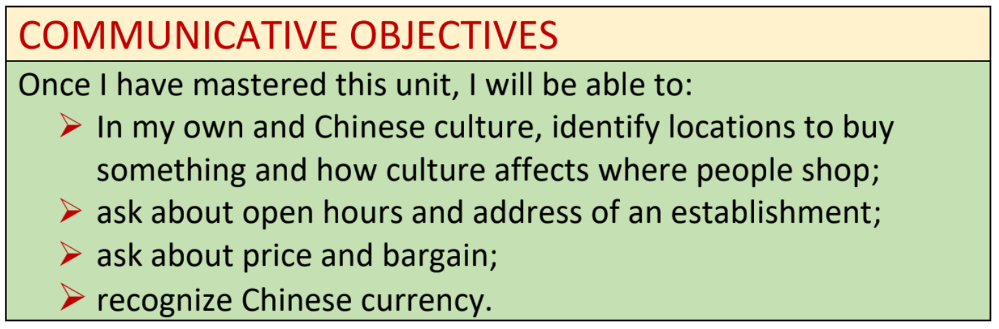 COMMUNICATIVE OBJECTIVES
Once I have mastered this unit, I will be able to:
➢ In my own and Chinese culture, identify locations to buy
something and how culture affects where people shop;
➢ ask about open hours and address of an establishment;
➢ ask about price and bargain;
➢ recognize Chinese currency.